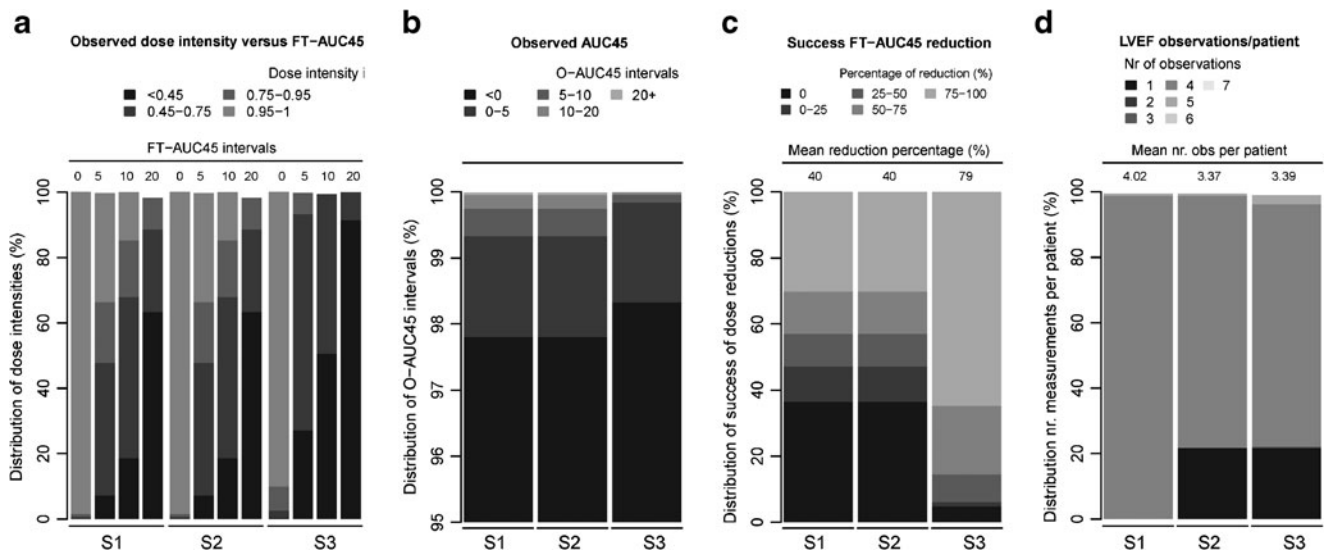 a
Observed dose intensity versus FT−AUC45
Dose intensity i
<0.45
0.75−0.95
0.45−0.75
0.95−1
FT−AUC45 intervals
0 5 10 20 0 5 10 20 0 5 10 20
Distribution of dose intensities (%)
100
80
60
40
20
0
S1 S2 S3
b
Observed AUC45
O−AUC45 intervals
<0 5−10 20+
0−5 10−20
Distribution of O−AUC45 intervals (%)
100
99
98
97
96
95
S1 S2 S3
c
Success FT−AUC45 reduction
Percentage of reduction (%)
0 25−50 75−100
0−25 50−75
Mean reduction percentage (%)
40 40 79
Distribution of success of dose reductions (%)
100
80
60
40
20
0
S1 S2 S3
d
LVEF observations/patient
Nr of observations
1 4 7
2 5
3 6
Mean nr. obs per patient
4.02 3.37 3.39
Distribution nr. measurements per patient (%)
100
80
60
40
20
0
S1 S2 S3